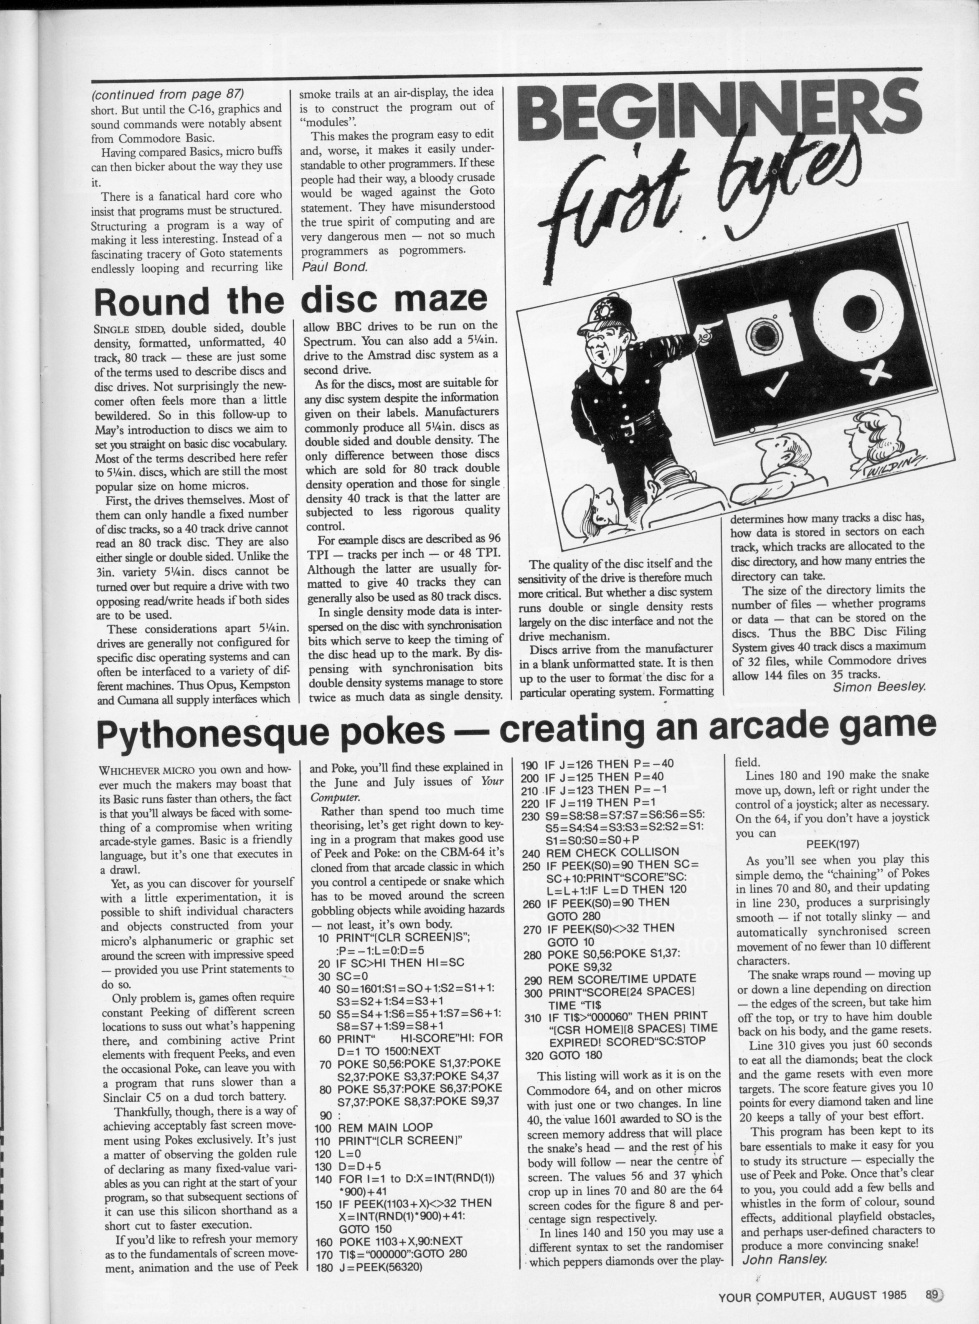 (continued from page 87)
short. But until the C-16, graphics and
sound commands were notably absent
from Commodore Basic.
Having compared Basics, micro buffs
can then bicker about the way they use
it.
There is a fanatical hard core who
insist that programs must be structured.
Structuring a program is a way of
making it less interesting. Instead of a
fascinating tracery of Goto statements
endlessly looping and recurring like
smoke trails at an air-display, the idea
is to construct the program out of
“modules”.
This makes the program easy to edit
and, worse, it makes it easily under-
standable to other programmers. If these
people had their way, a bloody crusade
would be waged against the Goto
statement. They have misunderstood
the true spirit of computing and are
very dangerous men — not so much
programmers as pogrommers.
Paul Bond.
BEGINNERS
first bytes
WILDING
Round the disc maze
SINGLE SIDED, double sided, double
density, formatted, unformatted, 40
track, 80 track — these are just some
of the terms used to describe discs and
disc drives. Not surprisingly the new-
comer often feels more than a little
bewildered. So in this follow-up to
May's introduction to discs we aim to
set you straight on basic disc vocabulary.
Most of the terms described here refer
to 5¼in. discs, which are still the most
popular size on home micros.
First, the drives themselves. Most of
them can only handle a fixed number
of disc tracks, so a 40 track drive cannot
read an 80 track disc. They are also
either single or double sided. Unlike the
3in. variety 5¼in. discs cannot be
turned over but require a drive with two
opposing read/write heads if both sides
are to be used.
These considerations apart 5¼in.
drives are generally not configured for
specific disc operating systems and can
often be interfaced to a variety of dif-
ferent machines. Thus Opus, Kempston
and Cumana all supply interfaces which
allow BBC drives to be run on the
Spectrum. You can also add a 5¼in.
drive to the Amstrad disc system as a
second drive.
As for the discs, most are suitable for
any disc system despite the information
given on their labels. Manufacturers
commonly produce all 5¼in. discs as
double sided and double density. The
only difference between those discs
which are sold for 80 track double
density operation and those for single
density 40 track is that the latter are
subjected to less rigorous quality
control.
For example discs are described as 96
TPI — tracks per inch — or 48 TPI.
Although the latter are usually for-
matted to give 40 tracks they can
generally also be used as 80 track discs.
In single density mode data is inter-
spersed on the disc with synchronisation
bits which serve to keep the timing of
the disc head up to the mark. By dis-
pensing with synchronisation bits
double density systems manage to store
twice as much data as single density.
The quality of the disc itself and the
sensitivity of the drive is therefore much
more critical. But whether a disc system
runs double or single density rests
largely on the disc interface and not the
drive mechanism.
Discs arrive from the manufacturer
in a blank unformatted state. It is then
up to the user to format the disc for a
particular operating system. Formatting
determines how many tracks a disc has,
how data is stored in sectors on each
track, which tracks are allocated to the
disc directory, and how many entries the
directory can take.
The size of the directory limits the
number of files — whether programs
or data — that can be stored on the
discs. Thus the BBC Disc Filing
System gives 40 track discs a maximum
of 32 files, while Commodore drives
allow 144 files on 35 tracks.
Simon Beesley.
Pythonesque pokes — creating an arcade game
WHICHEVER MICRO you own and how-
ever much the makers may boast that
its Basic runs faster than others, the fact
is that you'll always be faced with some-
thing of a compromise when writing
arcade-style games. Basic is a friendly
language, but it's one that executes in
a drawl.
Yet, as you can discover for yourself
with a little experimentation, it is
possible to shift individual characters
and objects constructed from your
micro's alphanumeric or graphic set
around the screen with impressive speed
— provided you use Print statements to
do so.
Only problem is, games often require
constant Peeking of different screen
locations to suss out what's happening
there, and combining active Print
elements with frequent Peeks, and even
the occasional Poke, can leave you with
a program that runs slower than a
Sinclair C5 on a dud torch battery.
Thankfully, though, there is a way of
achieving acceptably fast screen move-
ment using Pokes exclusively. It's just
a matter of observing the golden rule
of declaring as many fixed-value vari-
ables as you can right at the start of your
program, so that subsequent sections of
it can use this silicon shorthand as a
short cut to faster execution.
If you'd like to refresh your memory
as to the fundamentals of screen move-
ment, animation and the use of Peek
and Poke, you'll find these explained in
the June and July issues of Your
Computer.
Rather than spend too much time
theorising, let's get right down to key-
ing in a program that makes good use
of Peek and Poke: on the CBM-64 it's
cloned from that arcade classic in which
you control a centipede or snake which
has to be moved around the screen
gobbling objects while avoiding hazards
— not least, it's own body.
10 PRINT“[CLR SCREEN]S”;
:P=−1:L=0:D=5
20 IF SC>HI THEN HI=SC
30 SC=0
40 S0=1601:S1=SO+1:S2=S1+1:
S3=S2+1:S4=S3+1
50 S5=S4+1:S6=S5+1:S7=S6+1:
S8=S7+1:S9=S8+1
60 PRINT“ HI-SCORE”HI: FOR
D=1 TO 1500:NEXT
70 POKE S0,56:POKE S1,37:POKE
S2,37:POKE S3,37:POKE S4,37
80 POKE S5,37:POKE S6,37:POKE
S7,37:POKE S8,37:POKE S9,37
90 :
100 REM MAIN LOOP
110 PRINT“[CLR SCREEN]”
120 L=0
130 D=D+5
140 FOR I=1 to D:X=INT(RND(1))
*900)+41
150 IF PEEK(1103+X)<>32 THEN
X=INT(RND(1)*900)+41:
GOTO 150
160 POKE 1103+X,90:NEXT
170 TI$=“000000”:GOTO 280
180 J=PEEK(56320)
190 IF J=126 THEN P=−40
200 IF J=125 THEN P=40
210 IF J=123 THEN P=−1
220 IF J=119 THEN P=1
230 S9=S8:S8=S7:S7=S6:S6=S5:
S5=S4:S4=S3:S3=S2:S2=S1:
S1=S0:S0=S0+P
240 REM CHECK COLLISON
250 IF PEEK(S0)=90 THEN SC=
SC+10:PRINT“SCORE”SC:
L=L+1:IF L=D THEN 120
260 IF PEEK(S0)=90 THEN
GOTO 280
270 IF PEEK(S0)<>32 THEN
GOTO 10
280 POKE S0,56:POKE S1,37:
POKE S9,32
290 REM SCORE/TIME UPDATE
300 PRINT“SCORE[24 SPACES]
TIME ”TI$
310 IF TI$>“000060” THEN PRINT
“[CSR HOME][8 SPACES] TIME
EXPIRED! SCORED”SC:STOP
320 GOTO 180
This listing will work as it is on the
Commodore 64, and on other micros
with just one or two changes. In line
40, the value 1601 awarded to SO is the
screen memory address that will place
the snake's head — and the rest of his
body will follow — near the centre of
screen. The values 56 and 37 which
crop up in lines 70 and 80 are the 64
screen codes for the figure 8 and per-
centage sign respectively.
In lines 140 and 150 you may use a
different syntax to set the randomiser
which peppers diamonds over the play-
field.
Lines 180 and 190 make the snake
move up, down, left or right under the
control of a joystick; alter as necessary.
On the 64, if you don't have a joystick
you can
PEEK(197)
As you'll see when you play this
simple demo, the “chaining” of Pokes
in lines 70 and 80, and their updating
in line 230, produces a surprisingly
smooth — if not totally slinky — and
automatically synchronised screen
movement of no fewer than 10 different
characters.
The snake wraps round — moving up
or down a line depending on direction
— the edges of the screen, but take him
off the top, or try to have him double
back on his body, and the game resets.
Line 310 gives you just 60 seconds
to eat all the diamonds; beat the clock
and the game resets with even more
targets. The score feature gives you 10
points for every diamond taken and line
20 keeps a tally of your best effort.
This program has been kept to its
bare essentials to make it easy for you
to study its structure — especially the
use of Peek and Poke. Once that's clear
to you, you could add a few bells and
whistles in the form of colour, sound
effects, additional playfield obstacles,
and perhaps user-defined characters to
produce a more convincing snake!
John Ransley.
YOUR COMPUTER, AUGUST 1985 89